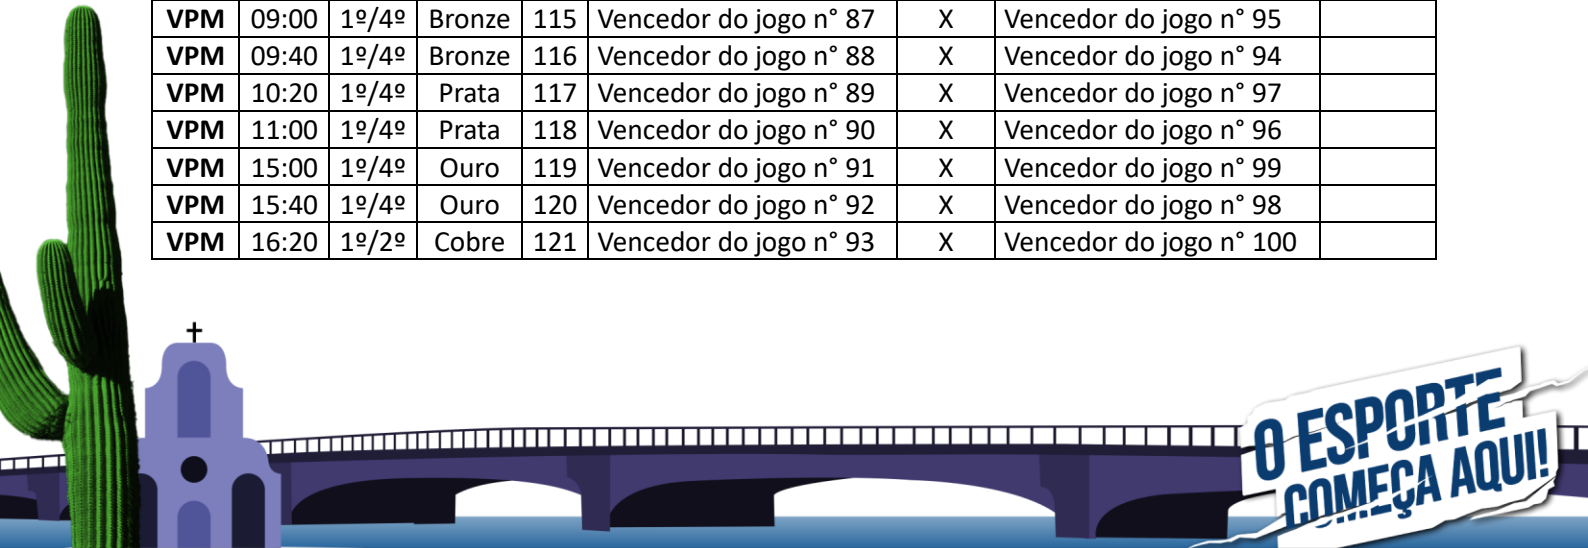 VPM 09:00 1º/4º Bronze 115 Vencedor do jogo n° 87 X Vencedor do jogo n° 95
VPM 09:40 1º/4º Bronze 116 Vencedor do jogo n° 88 X Vencedor do jogo n° 94
VPM 10:20 1º/4º Prata 117 Vencedor do jogo n° 89 X Vencedor do jogo n° 97
VPM 11:00 1º/4º Prata 118 Vencedor do jogo n° 90 X Vencedor do jogo n° 96
VPM 15:00 1º/4º Ouro 119 Vencedor do jogo n° 91 X Vencedor do jogo n° 99
VPM 15:40 1º/4º Ouro 120 Vencedor do jogo n° 92 X Vencedor do jogo n° 98
VPM 16:20 1º/2º Cobre 121 Vencedor do jogo n° 93 X Vencedor do jogo n° 100
O ESPORTE
COMEÇA AQUI!